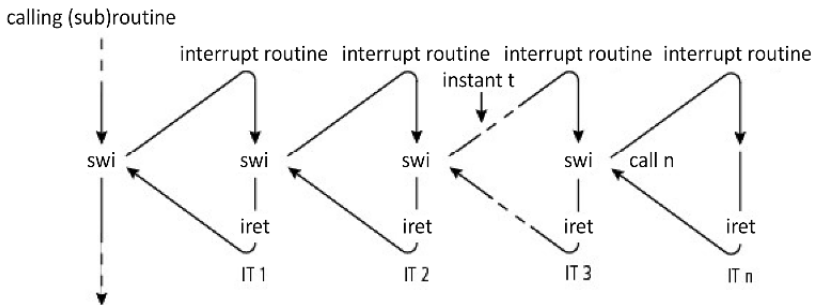 calling (sub)routine
interrupt routine interrupt routine interrupt routine interrupt routine
instant t
swi swi swi swi call n
iret iret iret iret
IT 1 IT 2 IT 3 IT n